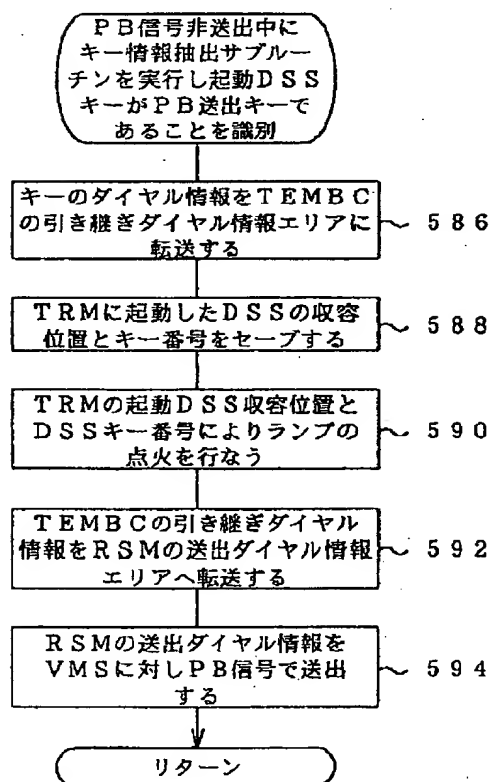 PB信号非送出中に
キー情報抽出サブルー
チンを実行し起動DSS
キーがPB送出キーで
あることを識別
キーのダイヤル情報をTEMBC
の引き継ぎダイヤル情報エリアに
転送する
586
TRMに起動したDSSの収容
位置とキー番号をセーブする
588
TRMの起動DSS収容位置と
DSSキー番号によりランプの
点火を行なう
590
TEMBCの引き継ぎダイヤル
情報をRSMの送出ダイヤル情報
エリアへ転送する
592
RSMの送出ダイヤル情報を
VMSに対しPB信号で送出
する
594
リターン